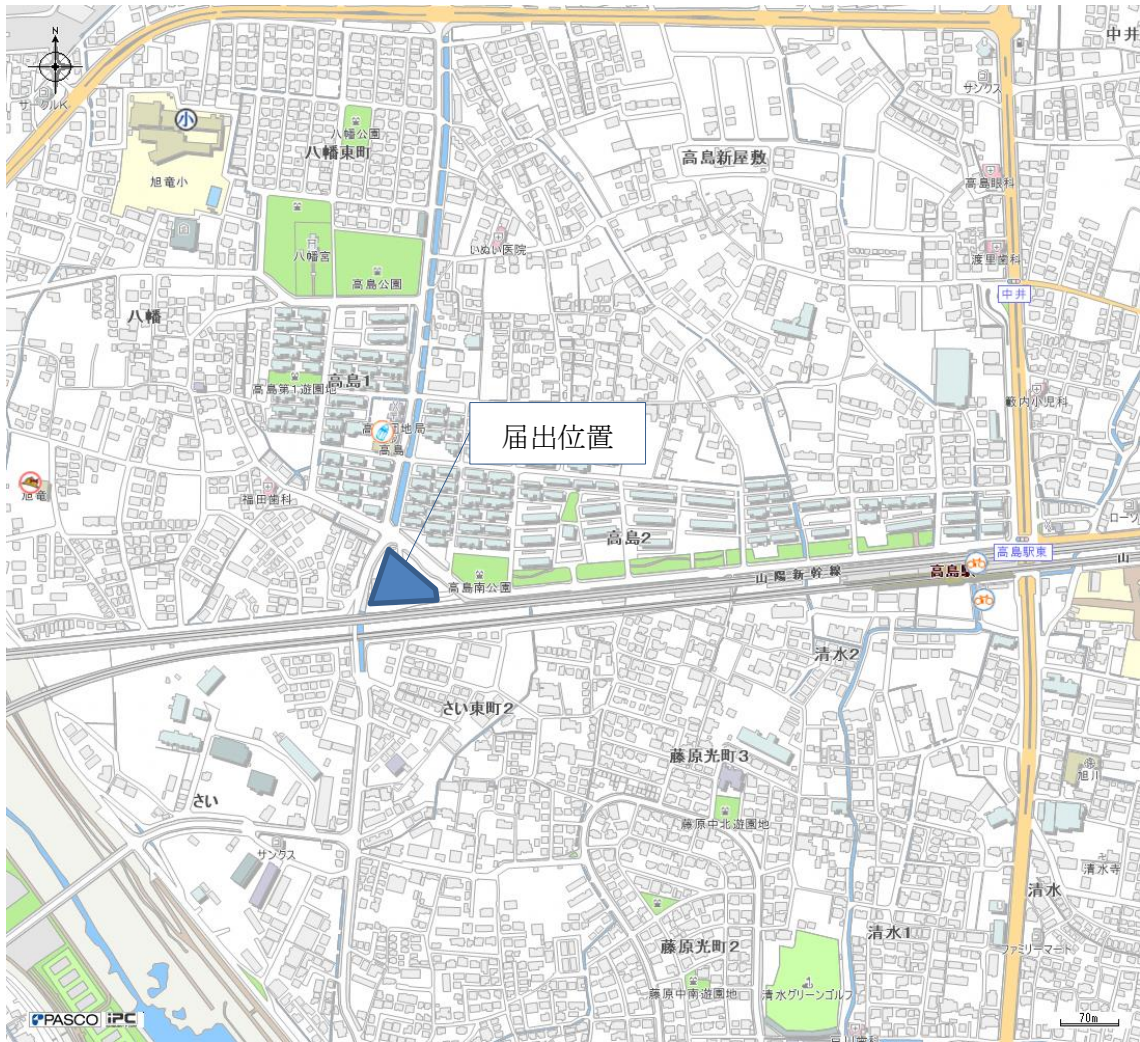 N
中井
サンクス
小
八幡公園
八幡東町
高島新屋敷
旭竜小
高島眼科
いぬい医院
渡里歯科
八幡宮
高島公園
中井
八幡
高島1
高島第1遊園地
籔内小児科
届出位置
高島
旭竜
福田歯科
高島2
高島駅東
山陽新幹線
高島駅
山
高島南公園
清水2
さい東町2
藤原光町3
旭川
さい
藤原中北遊園地
サンクス
清水寺
清水
清水1
藤原光町2
ファミリーマート
藤原中南遊園地
清水グリーンゴルフ
PASCO iPC
70m